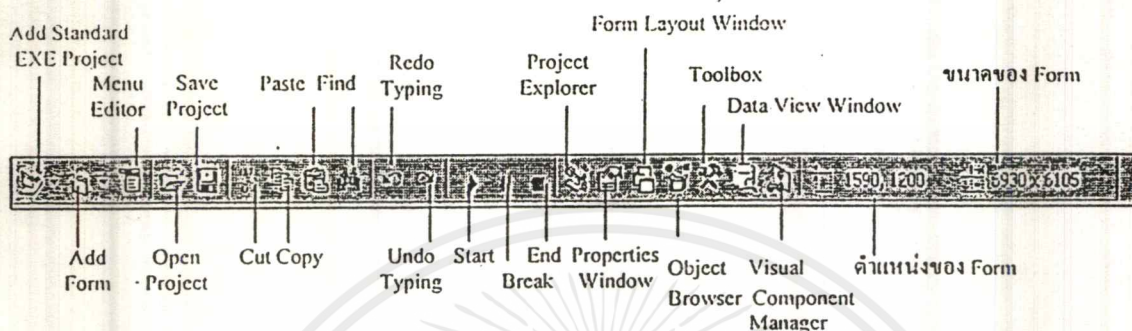 Form Layout Window
Add Standard
EXE Project
Menu
Editor
Save
Project
Paste Find
Redo
Typing
Project
Explorer
Toolbox
Data View Window
ขนาดของ Form
1590, 1200
6930 x 6105
Add
Form
Open
Project
Cut Copy
Undo
Typing
Start
Break
End
Properties
Window
Object
Browser
Visual
Component
Manager
ตำแหน่งของ Form